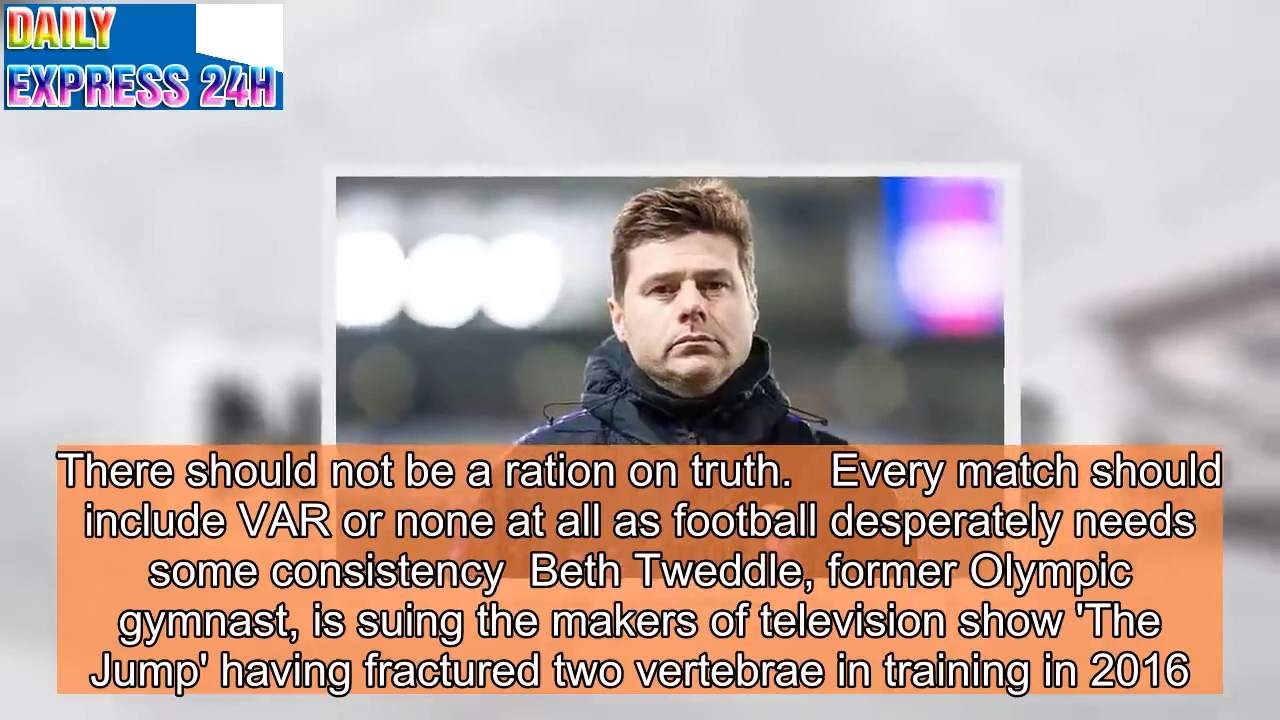 DAILY
EXPRESS 24H
There should not be a ration on truth. Every match should
include VAR or none at all as football desperately needs
some consistency Beth Tweddle, former Olympic
gymnast, is suing the makers of television show 'The
Jump' having fractured two vertebrae in training in 2016